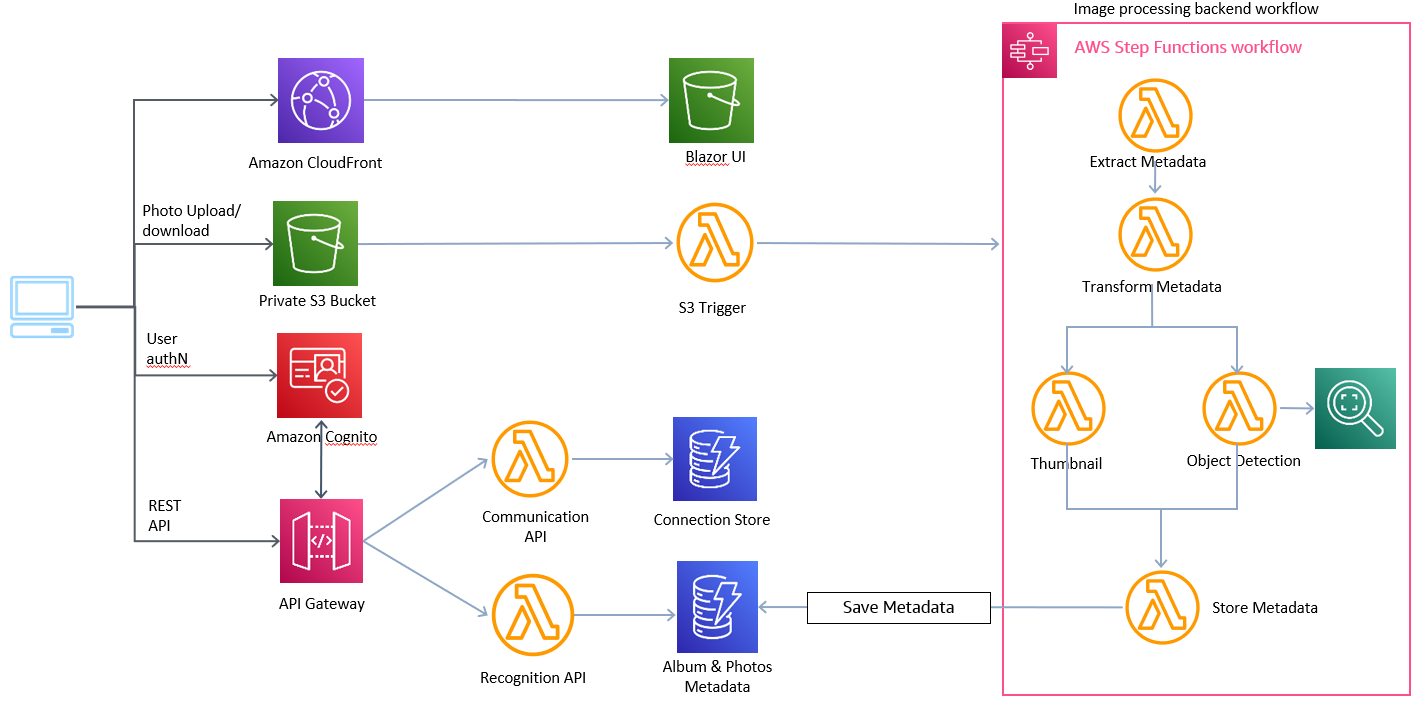 Image processing backend workflow
AWS Step Functions workflow
Extract Metadata
Amazon CloudFront
Blazor UI
Photo Upload/
download
Private S3 Bucket
S3 Trigger
Transform Metadata
User
authN
Amazon Cognito
Thumbnail
Object Detection
REST
API
API Gateway
Communication
API
Connection Store
Recognition API
Album & Photos
Metadata
Save Metadata
Store Metadata